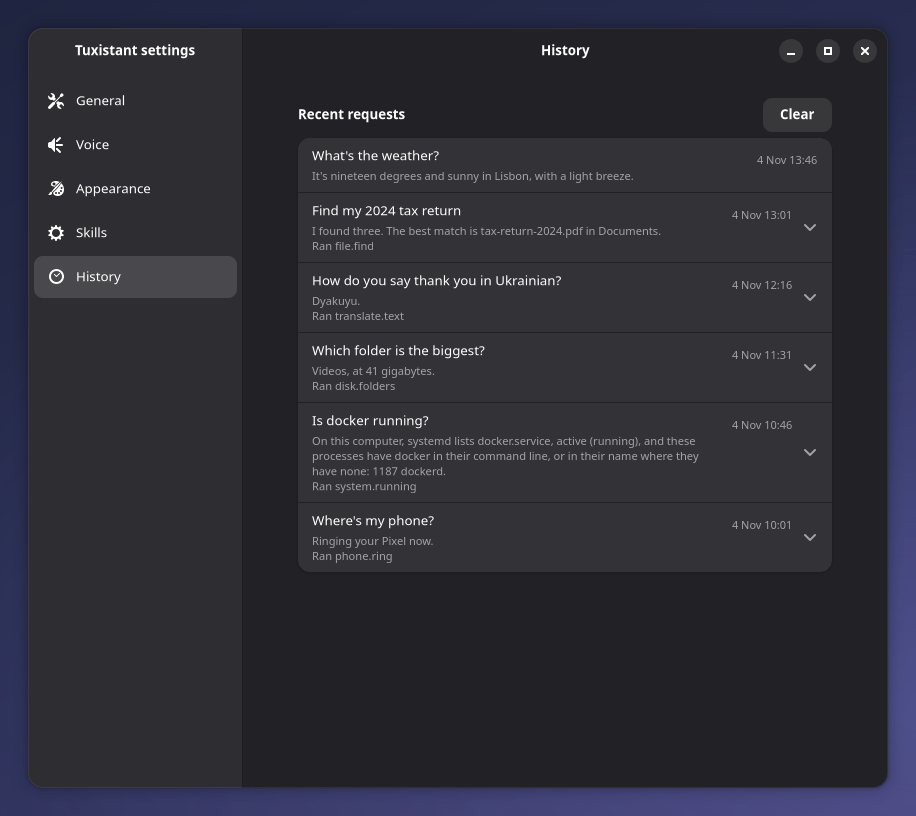 Tuxistant settings
History
General
Voice
Appearance
Skills
History
Recent requests
Clear
What's the weather?
4 Nov 13:46
It's nineteen degrees and sunny in Lisbon, with a light breeze.
Find my 2024 tax return
4 Nov 13:01
I found three. The best match is tax-return-2024.pdf in Documents.
Ran file.find
How do you say thank you in Ukrainian?
4 Nov 12:16
Dyakuyu.
Ran translate.text
Which folder is the biggest?
4 Nov 11:31
Videos, at 41 gigabytes.
Ran disk.folders
Is docker running?
4 Nov 10:46
On this computer, systemd lists docker.service, active (running), and these
processes have docker in their command line, or in their name where they
have none: 1187 dockerd.
Ran system.running
Where's my phone?
4 Nov 10:01
Ringing your Pixel now.
Ran phone.ring